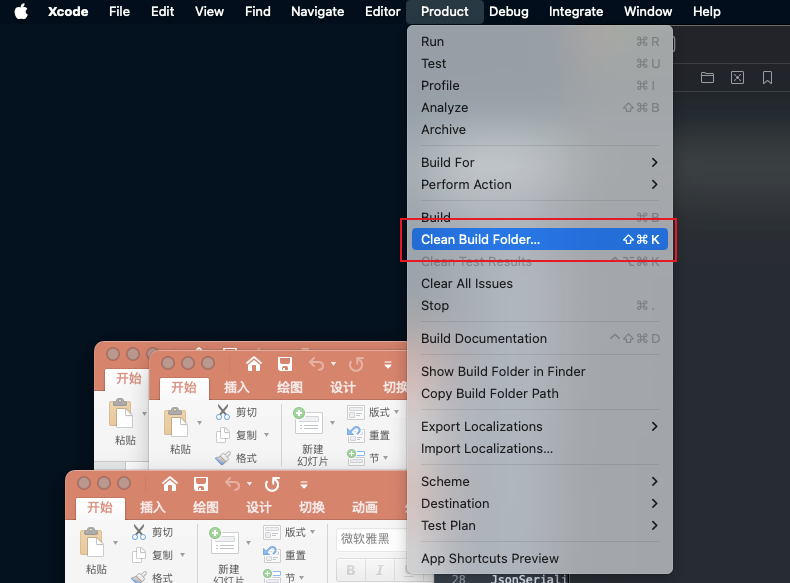 Xcode File Edit View Find Navigate Editor Product Debug Integrate Window Help
Run ⌘R
Test ⌘U
Profile ⌘I
Analyze ⇧⌘B
Archive
Build For
Perform Action
Build ⌘B
Clean Build Folder... ⇧⌘K
Clean Test Results ^⌥⌘K
Clear All Issues
Stop ⌘.
Build Documentation ^⇧⌘D
Show Build Folder in Finder
Copy Build Folder Path
Export Localizations
Import Localizations...
Scheme
Destination
Test Plan
App Shortcuts Preview
开始
粘贴
开始 插入 绘图 设计 切换
粘贴
剪切
复制
格式
新建
幻灯片
版式
重置
节
开始 插入 绘图 设计 切换 动画
粘贴
剪切
复制
格式
新建
幻灯片
版式
重置
节
微软雅黑
B I
28 JsonSeriali